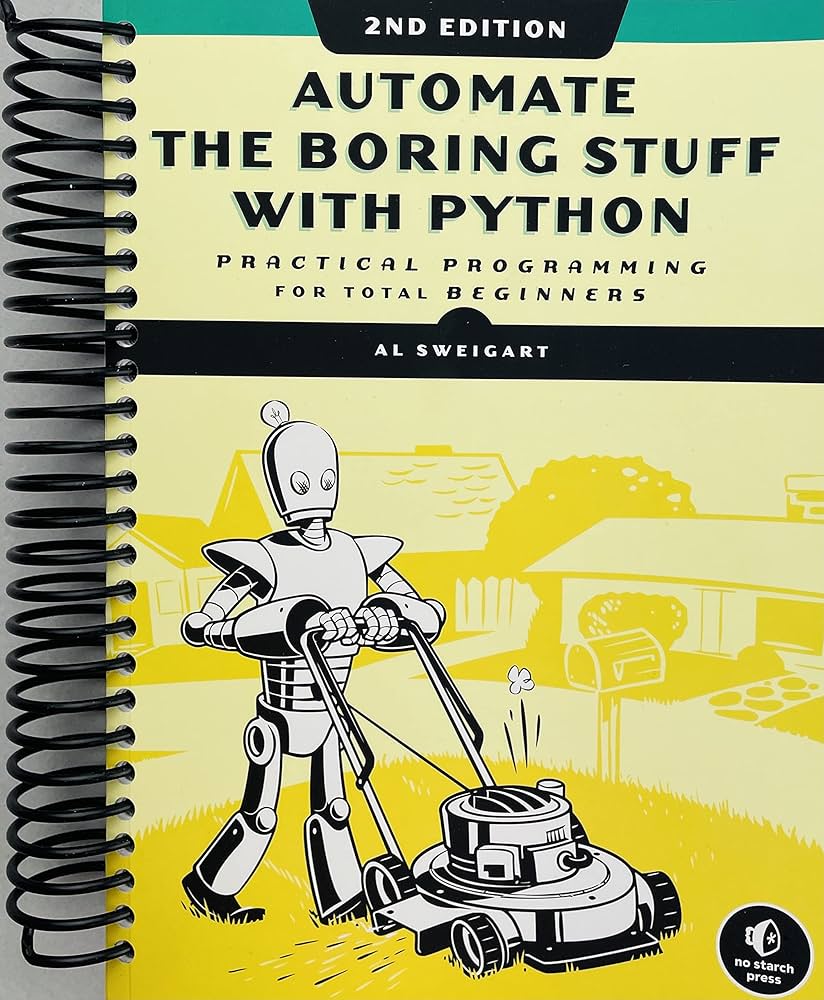 2ND EDITION
AUTOMATE
THE BORING STUFF
WITH PYTHON
PRACTICAL PROGRAMMING
FOR TOTAL BEGINNERS
AL SWEIGART
no starch
press